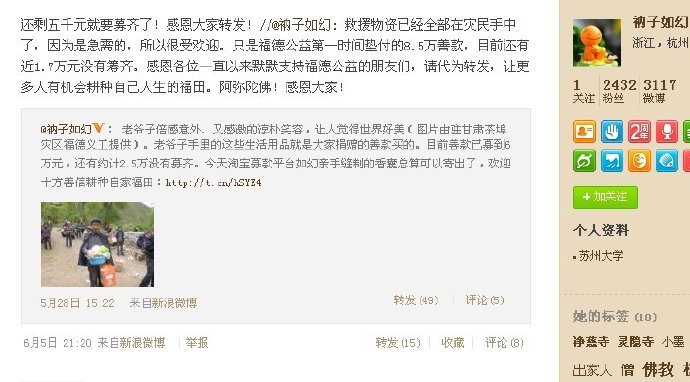 还剩五千元就要募齐了！感恩大家转发！//@衲子如幻：救援物资已经全部在灾民手中
了，因为是急需的，所以很受欢迎。只是福德公益第一时间垫付的8.5万善款，目前还有
近1.7万元没有筹齐。感恩各位一直以来默默支持福德公益的朋友们，请代为转发，让更
多人有机会耕种自己人生的福田。阿弥陀佛！感恩大家！
@衲子如幻：老爷子倍感意外、又感激的淳朴笑容，让人觉得世界好美（图片由驻甘肃茶埠
灾区福德义工提供）。老爷子手里的这些生活用品就是大家捐赠的善款买的。目前善款已募到6
万元，还有约计2.5万没有募齐。今天淘宝募款平台如幻亲手缝制的香囊总算可以寄出了，欢迎
十方善信耕种自家福田：http://t.cn/hSYZ4
5月28日 15:22 来自新浪微博
转发(49) 评论(5)
6月5日 21:20 来自新浪微博 举报
转发(15) 收藏 评论(8)
衲子如幻
浙江，杭州
1 2432 3117
关注 粉丝 微博
2周年
+加关注
个人资料
苏州大学
她的标签 (10)
净慈寺 灵隐寺 小墨
出家人 僧 佛教